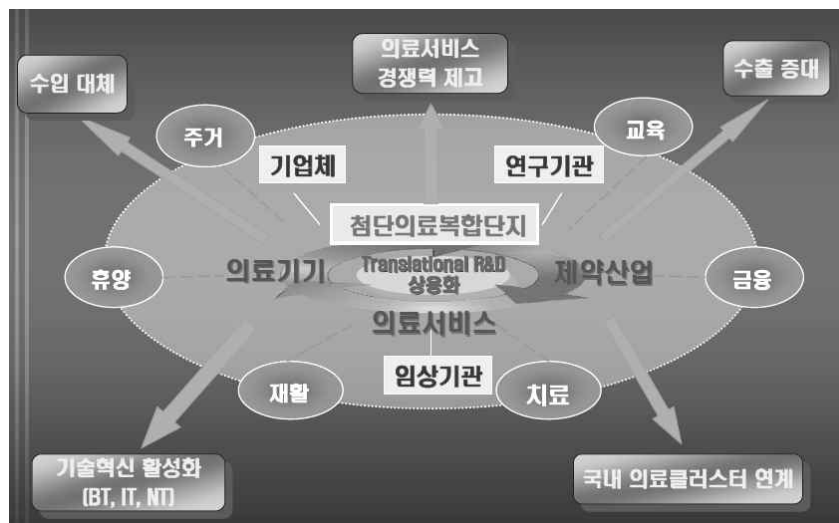 의료서비스
경쟁력 제고
수입 대체
수출 증대
주거
교육
기업체
연구기관
첨단의료복합단지
의료기기
Translational R&D
상용화
제약산업
휴양
금융
의료서비스
임상기관
재활
치료
기술혁신 활성화
(BT, IT, NT)
국내 의료클러스터 연계